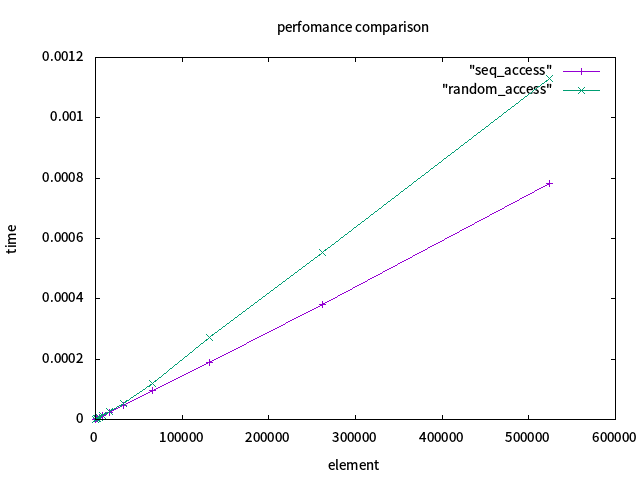 perfomance comparison
0.0012
0.001
0.0008
0.0006
0.0004
0.0002
0
time
"seq_access"
"random_access"
0 100000 200000 300000 400000 500000 600000
element